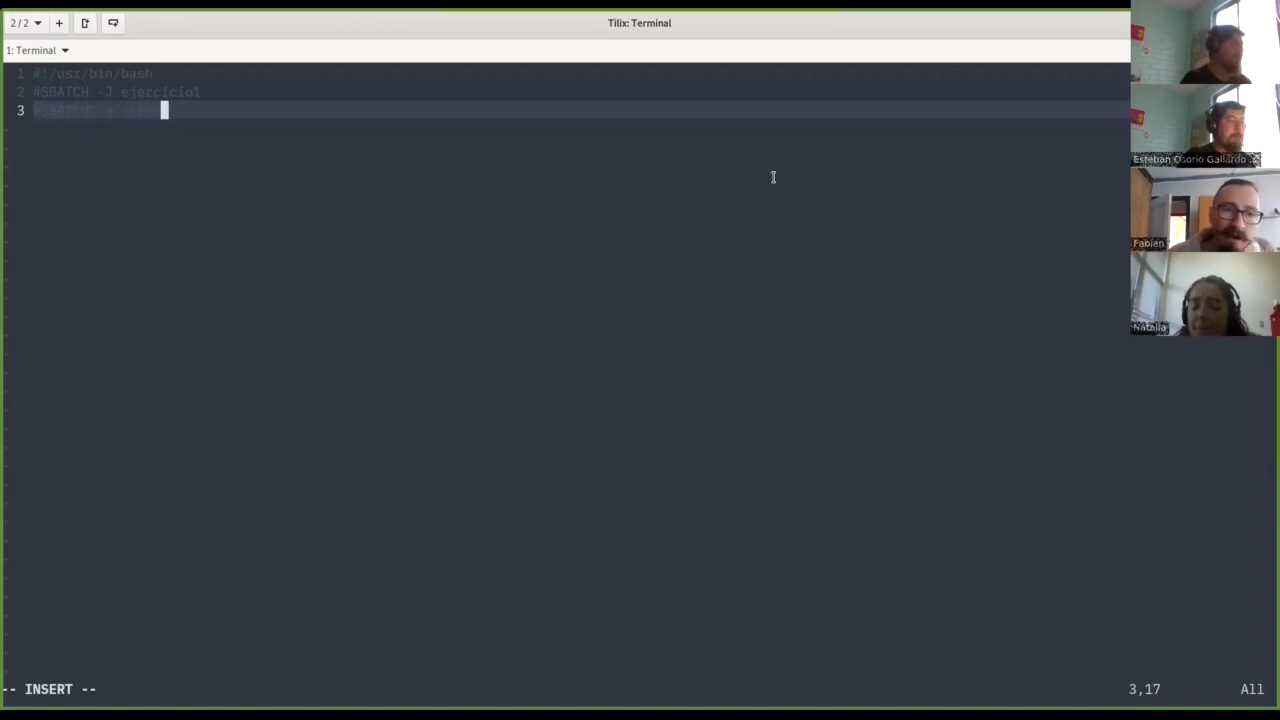 2 / 2
Tilix: Terminal
1: Terminal
1 #!/usr/bin/bash
2 #SBATCH -J ejercicio1
3 #SBATCH
Esteban Osorio Gallardo
Fabian
Natalia
-- INSERT --
3,17
All